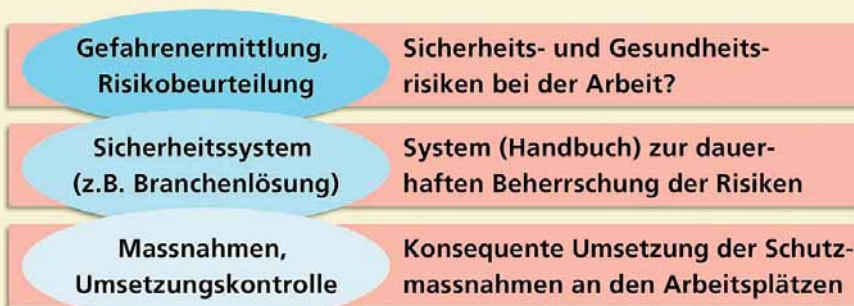 Gefahrenermittlung,
Risikobeurteilung
Sicherheits- und Gesundheits-
risiken bei der Arbeit?
Sicherheitssystem
(z.B. Branchenlösung)
System (Handbuch) zur dauer-
haften Beherrschung der Risiken
Massnahmen,
Umsetzungskontrolle
Konsequente Umsetzung der Schutz-
massnahmen an den Arbeitsplätzen